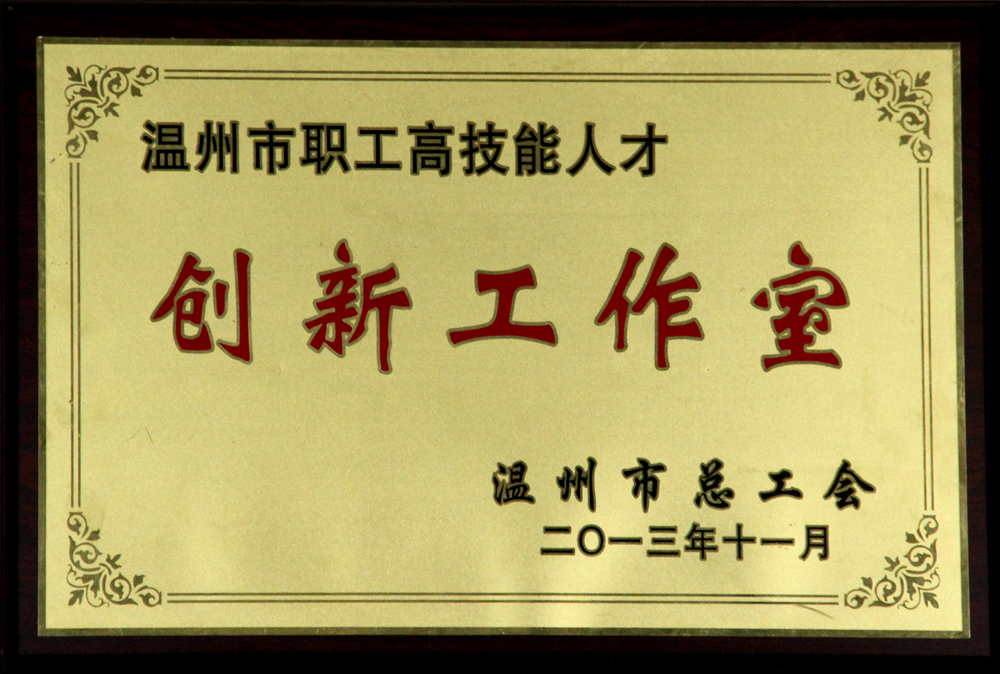 温州市职工高技能人才
创新工作室
温州市总工会
二〇一三年十一月